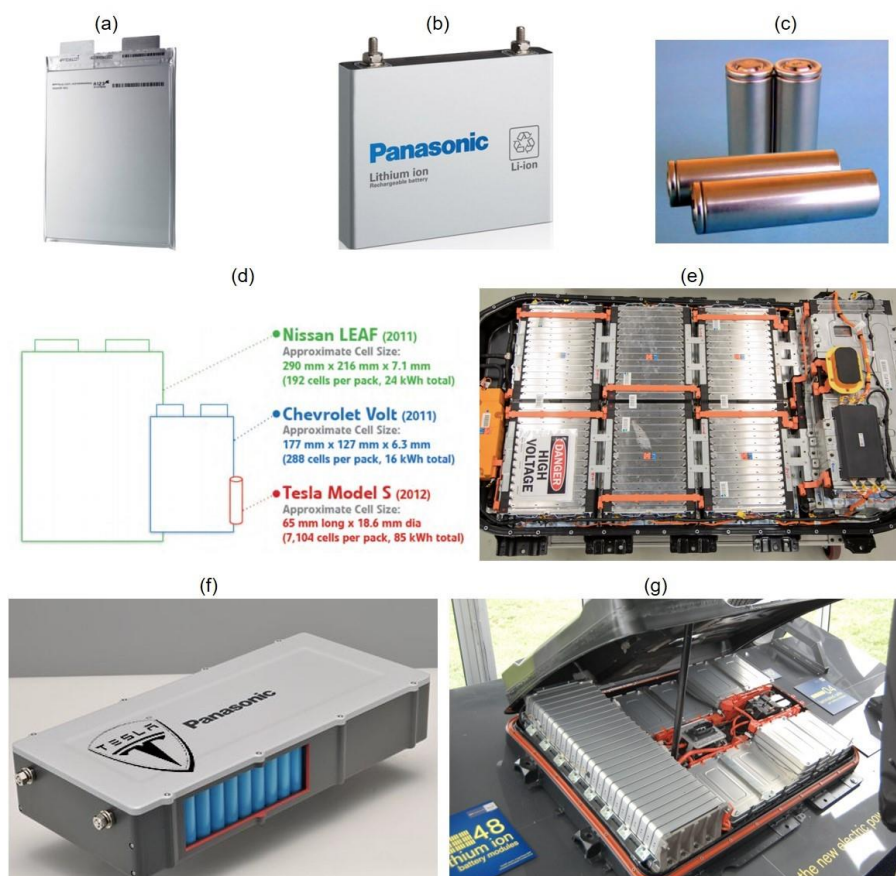 (a)
(b)
(c)
Panasonic
Lithium ion
Rechargeable battery
Li-ion
(d)
(e)
Nissan LEAF (2011)
Approximate Cell Size:
290 mm x 216 mm x 7.1 mm
(192 cells per pack, 24 kWh total)
Chevrolet Volt (2011)
Approximate Cell Size:
177 mm x 127 mm x 6.3 mm
(288 cells per pack, 16 kWh total)
Tesla Model S (2012)
Approximate Cell Size:
65 mm long x 18.6 mm dia
(7,104 cells per pack, 85 kWh total)
DANGER
HIGH
VOLTAGE
(f)
(g)
TESLA
Panasonic
48
lithium ion
battery modules
the new electric po